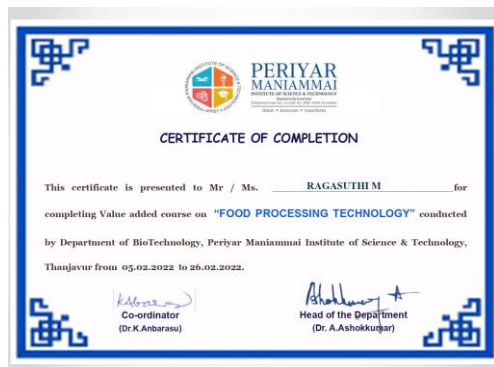 PERIYAR
MANIAMMAI
INSTITUTE OF SCIENCE & TECHNOLOGY
CERTIFICATE OF COMPLETION
This certificate is presented to Mr / Ms. RAGASUTHI M for
completing Value added course on "FOOD PROCESSING TECHNOLOGY" conducted
by Department of BioTechnology, Periyar Maniammai Institute of Science & Technology,
Thanjavur from 05.02.2022 to 26.02.2022.
Co-ordinator
(Dr.K.Anbarasu)
Head of the Department
(Dr. A.Ashokkumar)